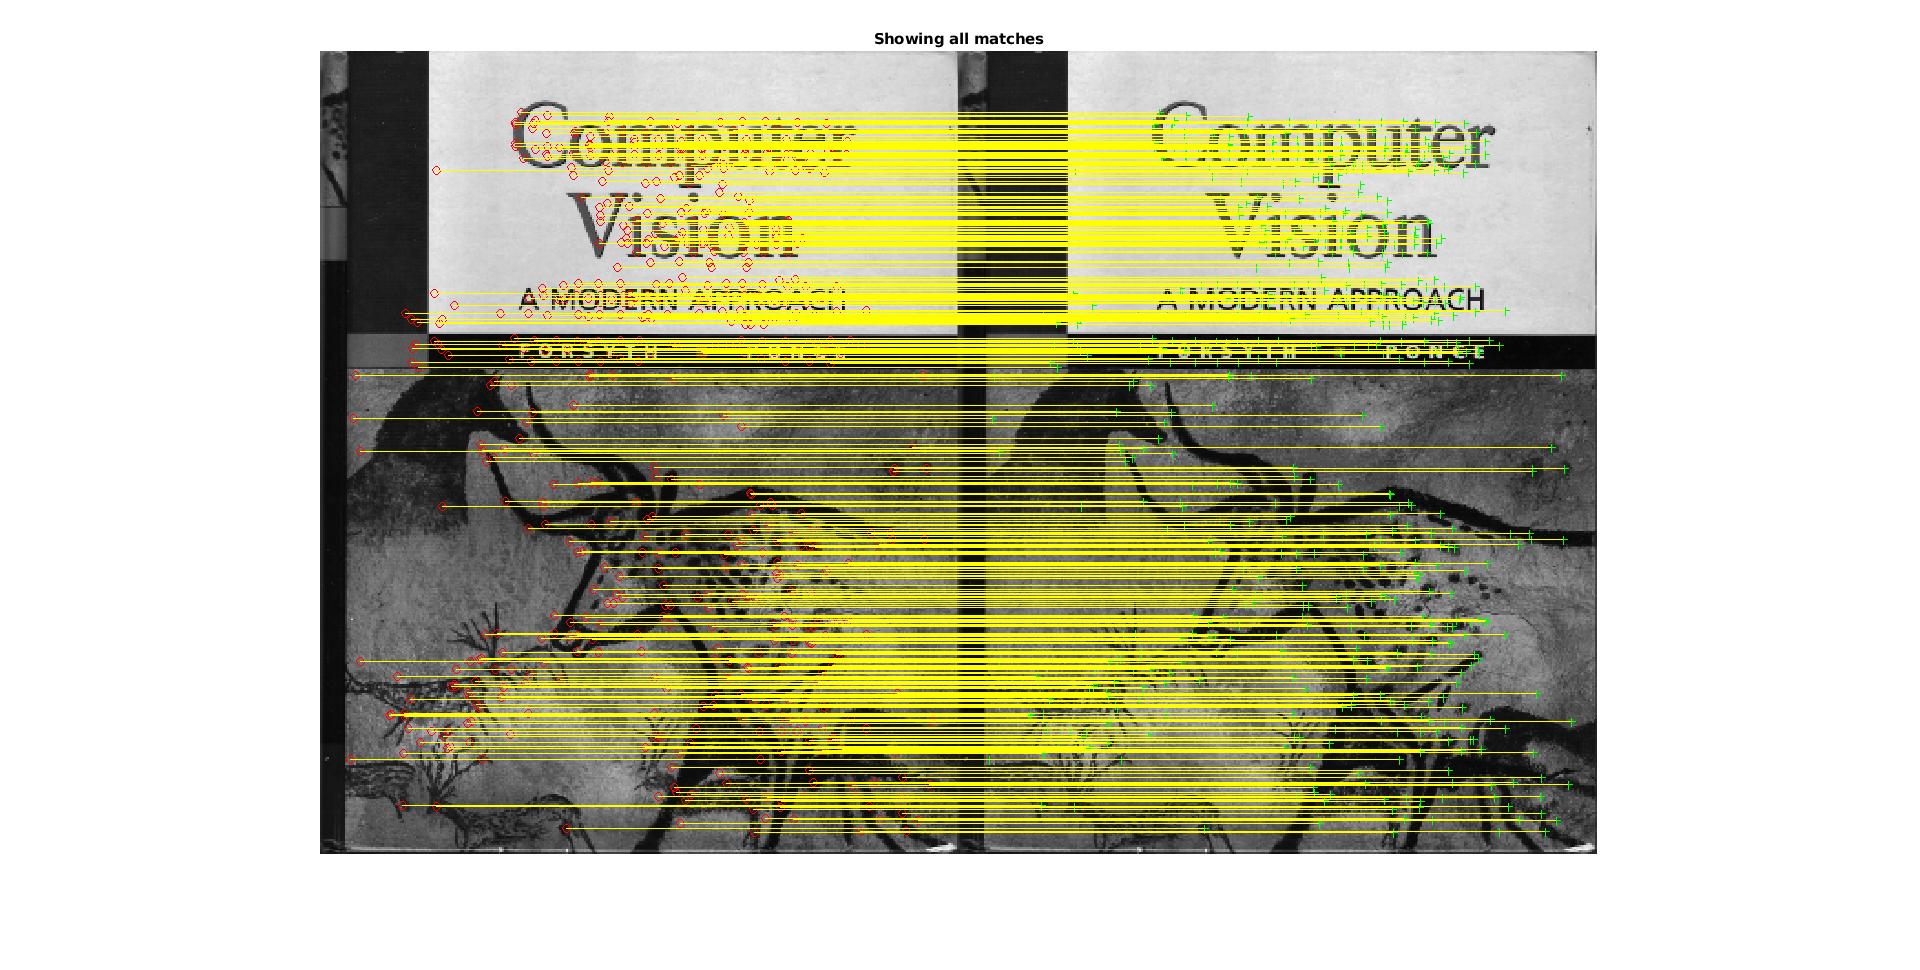 Showing all matches
Computer
Vision
A MODERN APPROACH
FORSYTH PONCE
Computer
Vision
A MODERN APPROACH
FORSYTH PONCE